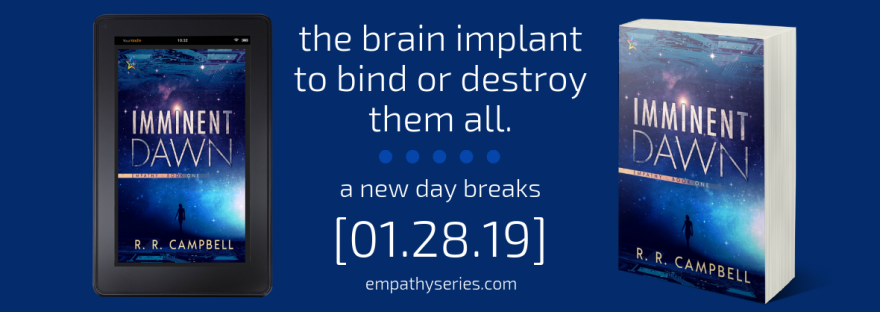 10:32
IMMINENT
DAWN
EMPATHY: BOOK ONE
R. R. CAMPBELL
the brain implant
to bind or destroy
them all.
a new day breaks
[01.28.19]
empathyseries.com
IMMINENT
DAWN
EMPATHY: BOOK ONE
R. R. CAMPBELL